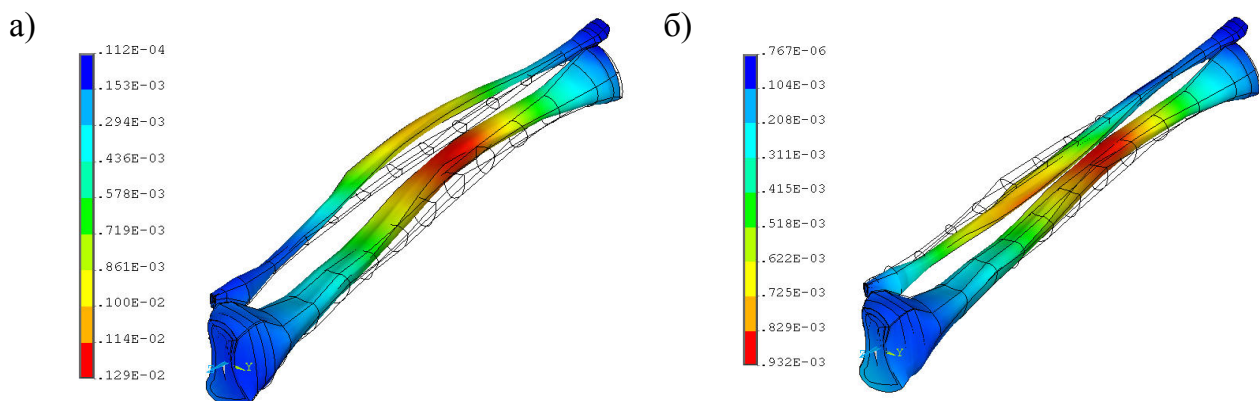 а)
.112E-04
.153E-03
.294E-03
.436E-03
.578E-03
.719E-03
.861E-03
.100E-02
.114E-02
.129E-02
Y
б)
.767E-06
.104E-03
.208E-03
.311E-03
.415E-03
.518E-03
.622E-03
.725E-03
.829E-03
.932E-03
Y